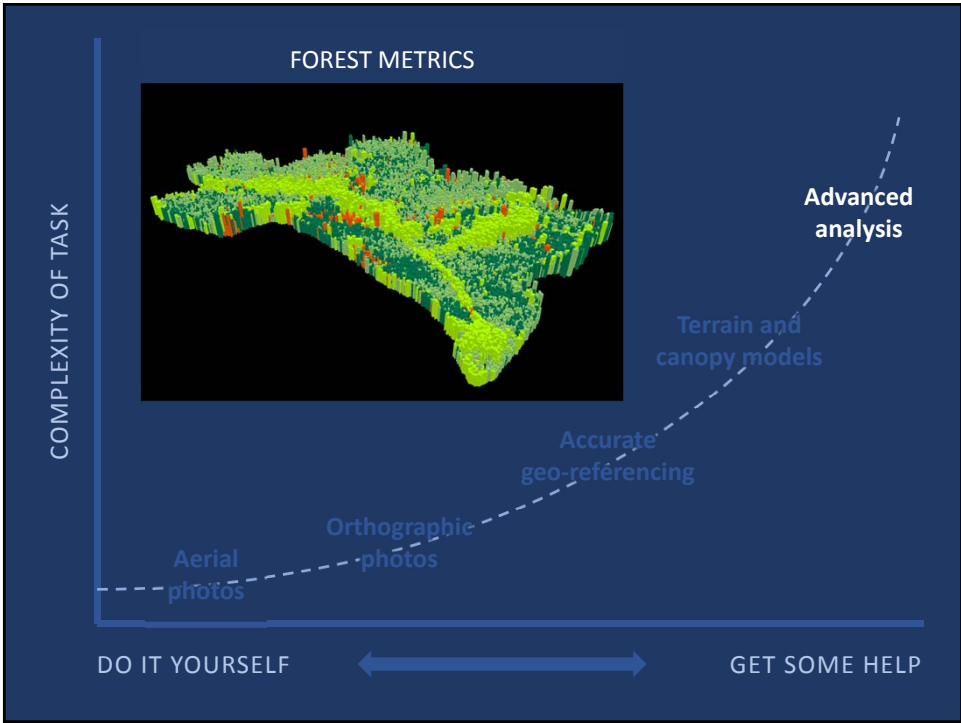 FOREST METRICS
COMPLEXITY OF TASK
Advanced
analysis
Terrain and
canopy models
Accurate
geo-referencing
Orthographic
photos
Aerial
photos
DO IT YOURSELF
GET SOME HELP